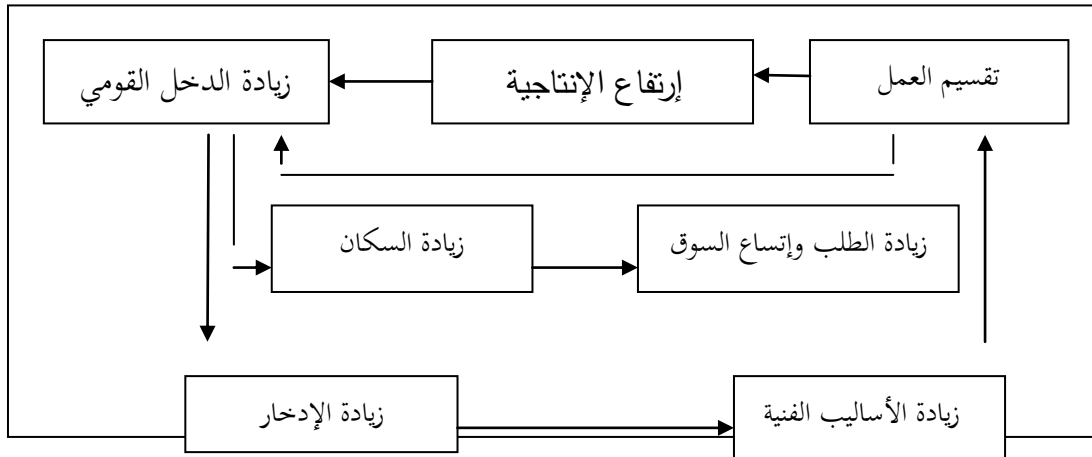 تقسيم العمل
إرتفاع الإنتاجية
زيادة الدخل القومي
زيادة الطلب وإتساع السوق
زيادة السكان
زيادة الأساليب الفنية
زيادة الإدخار